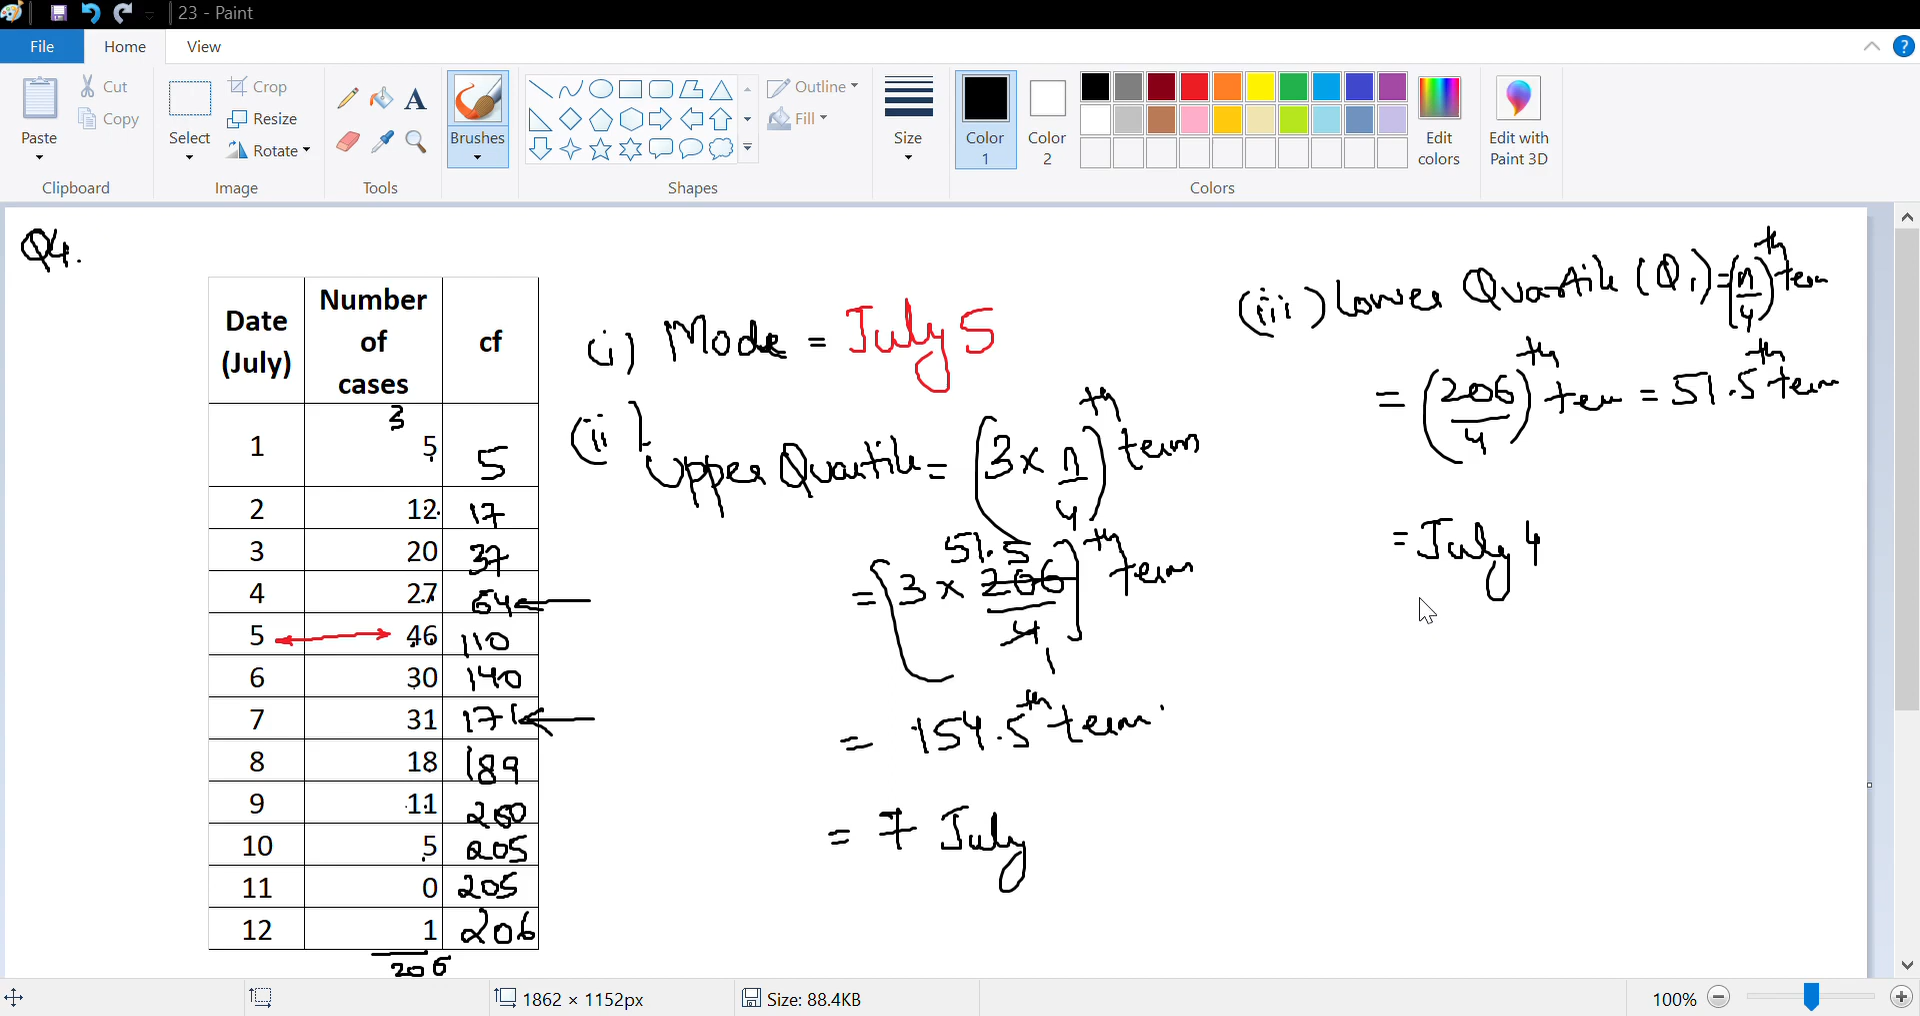 23 - Paint
File Home View
Paste
Cut
Copy
Clipboard
Select
Crop
Resize
Rotate
Image
Tools
Brushes
Shapes
Outline
Fill
Size
Color 1
Color 2
Colors
Edit colors
Edit with Paint 3D
Q4.
Date (July) Number of cases cf
3
1 5 5
2 12 17
3 20 37
4 27 64
5 46 110
6 30 140
7 31 171
8 18 189
9 11 200
10 5 205
11 0 205
12 1 206
206
(i) Mode = July 5
(ii) Upper Quartile = (3 x n/4)th term
= [3 x 206/4]th term
51.5
1
= 154.5th term
= 7 July
(iii) Lower Quartile (Q1) = (n/4)th term
= (206/4)th term = 51.5th term
= July 4
1862 × 1152px
Size: 88.4KB
100%